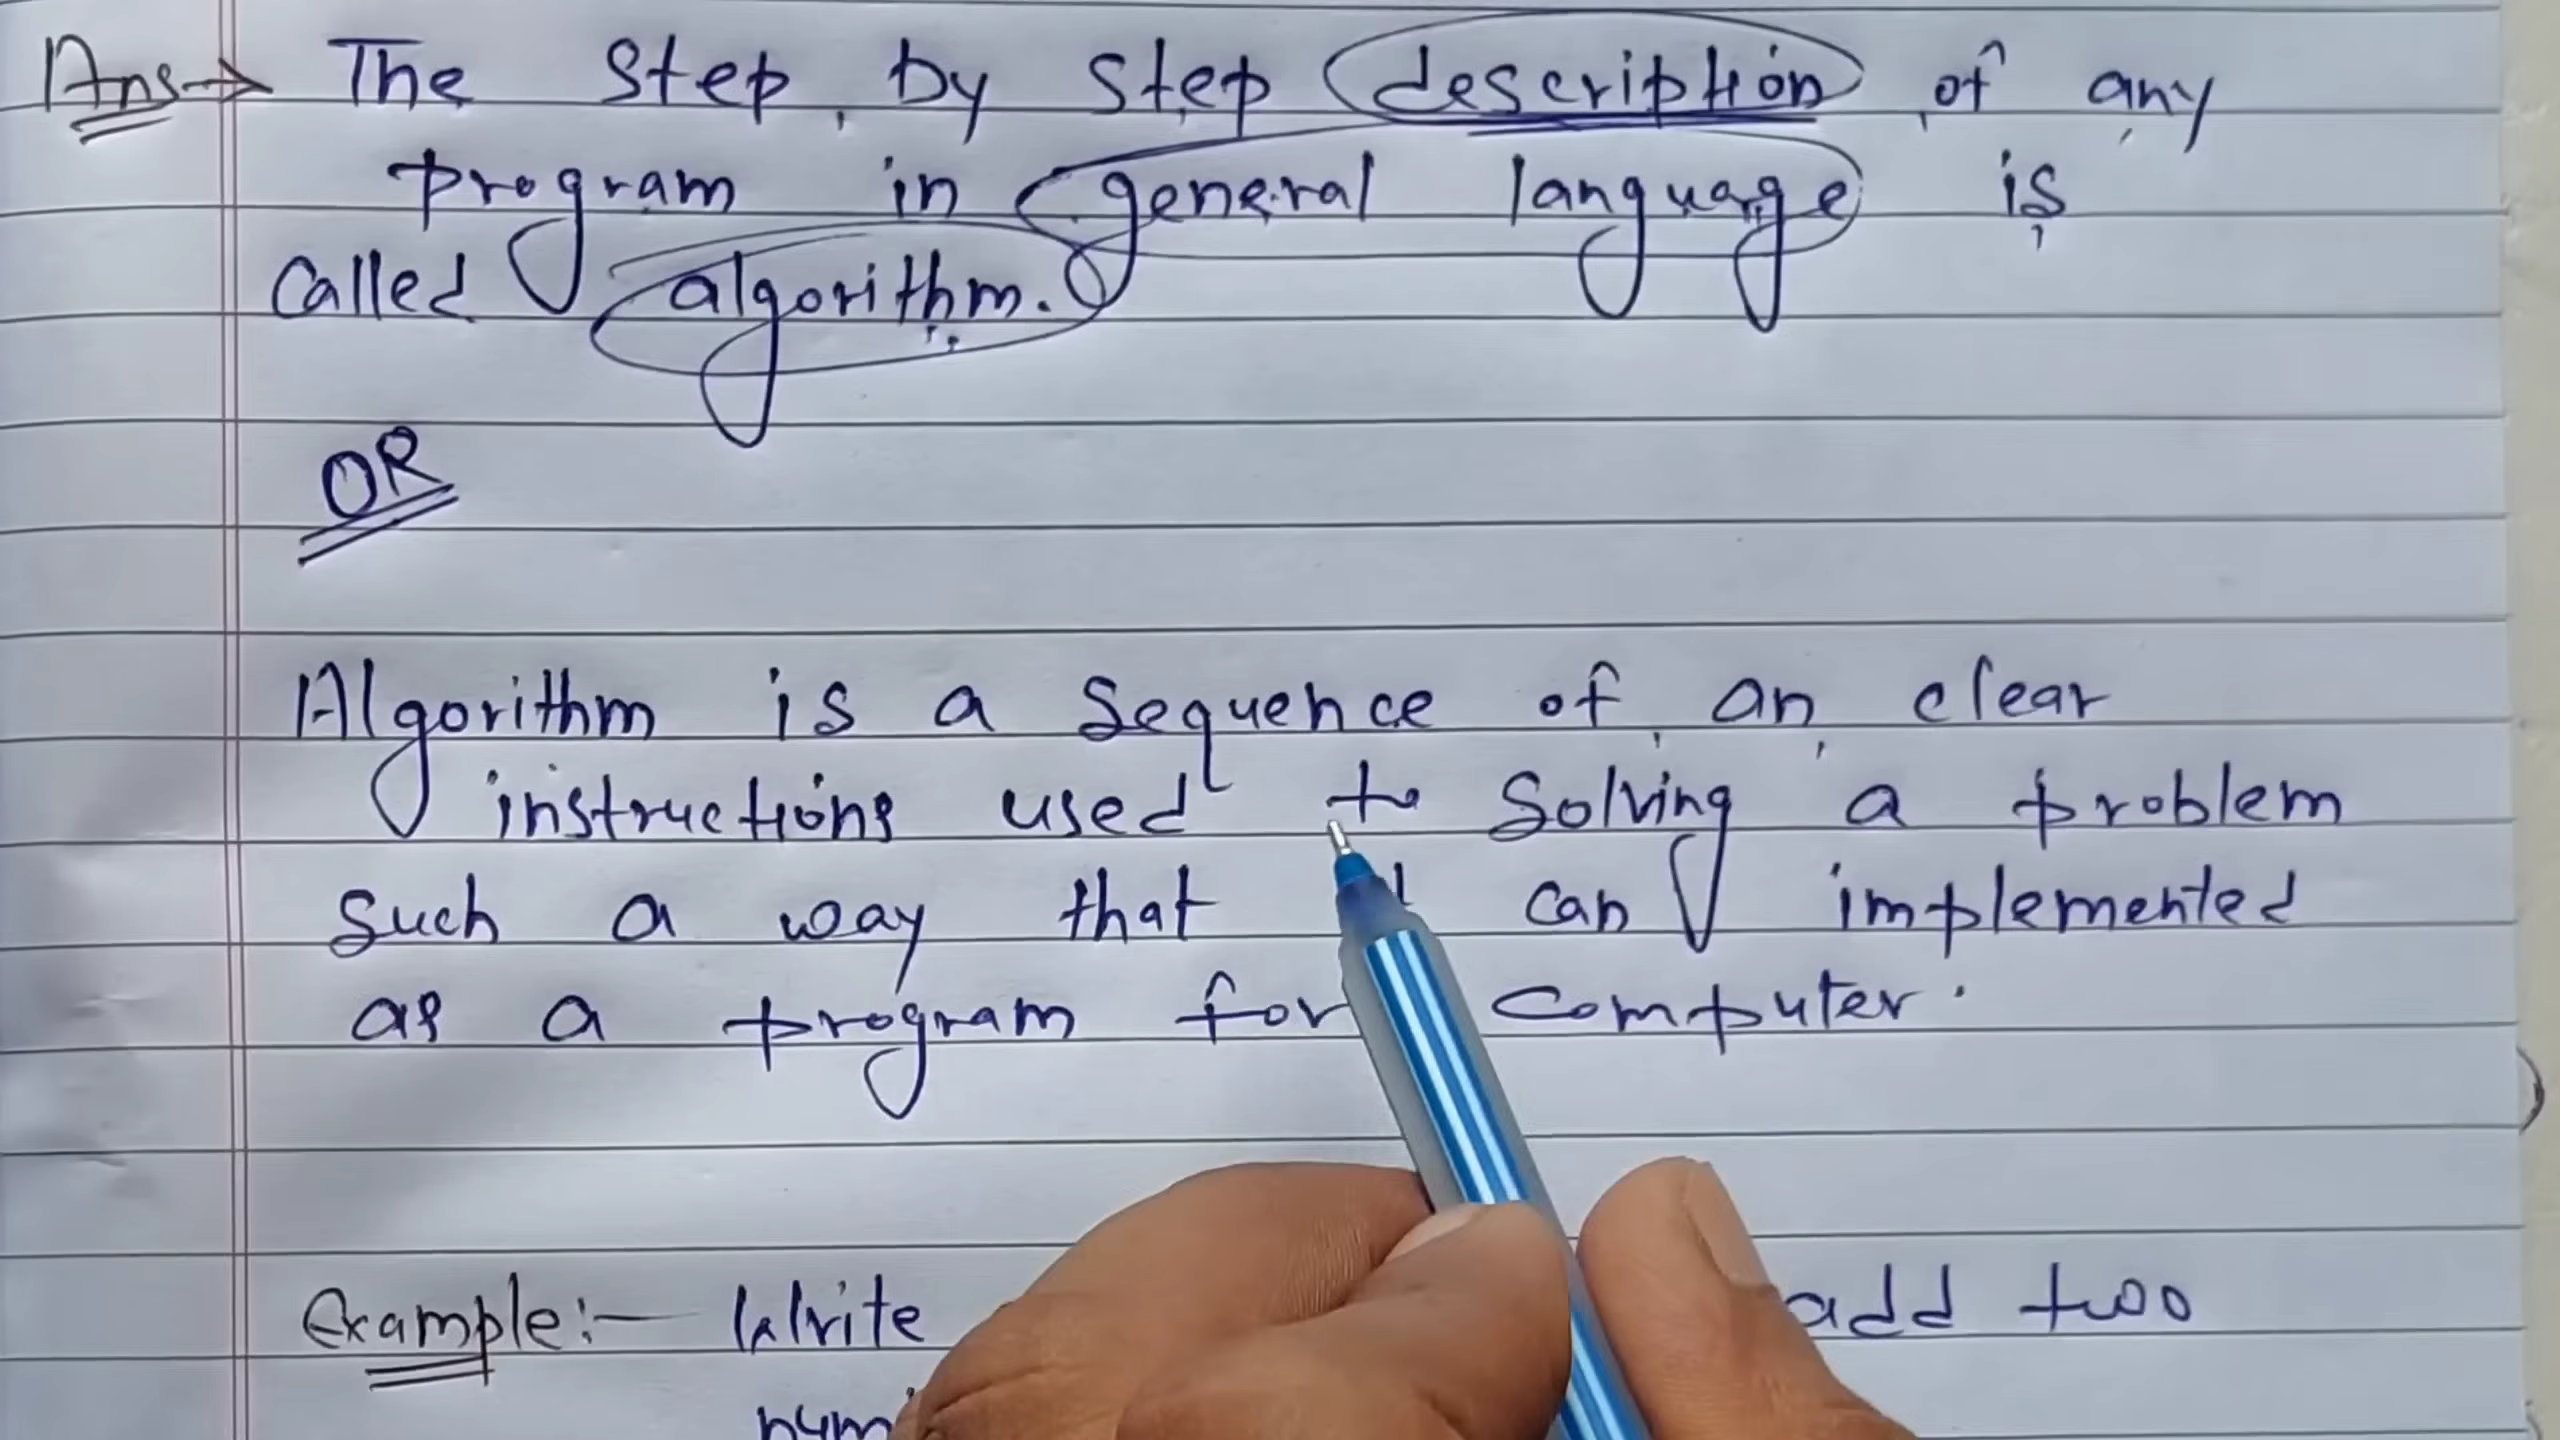 Ans→ The Step by step description of any
program in general language is
Called algorithm.
OR
Algorithm is a Sequence of an clear
instructions used to Solving a problem
Such a way that can implemented
as a program for computer.
Example:- Write add two